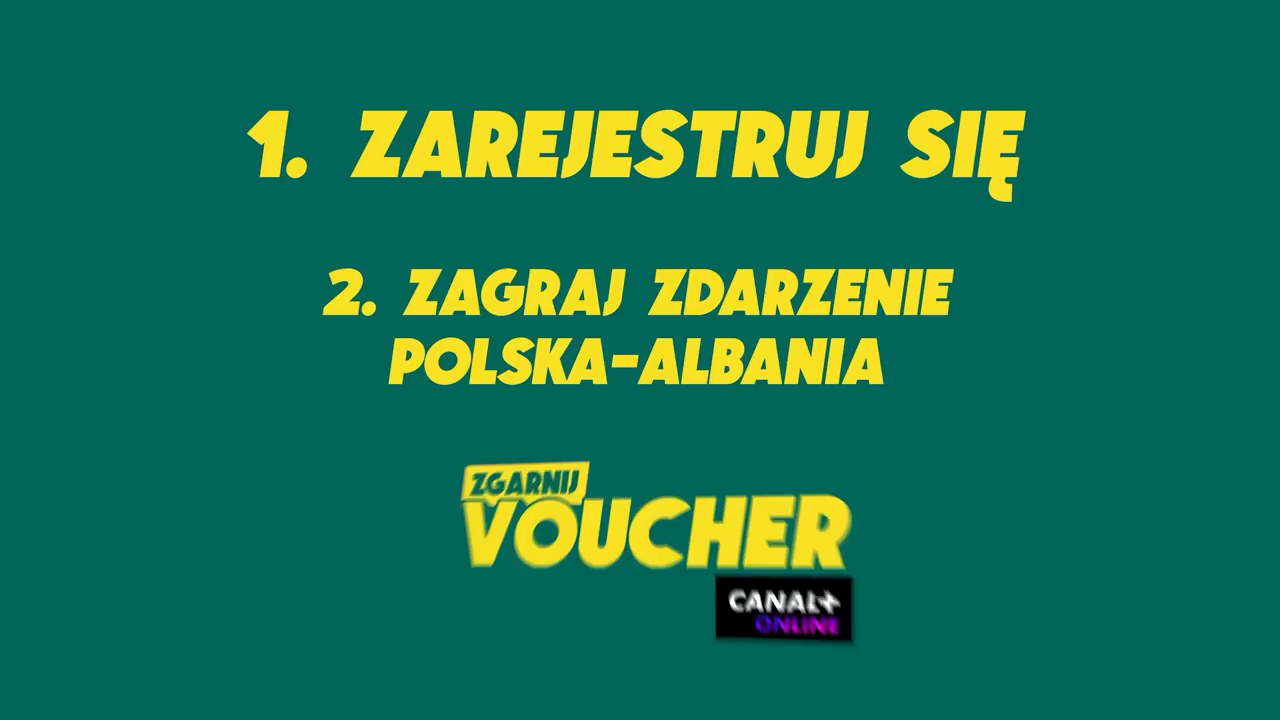 1. ZAREJESTRUJ SIĘ
2. ZAGRAJ ZDARZENIE
POLSKA-ALBANIA
ZGARNIJ
VOUCHER
CANAL+
ONLINE